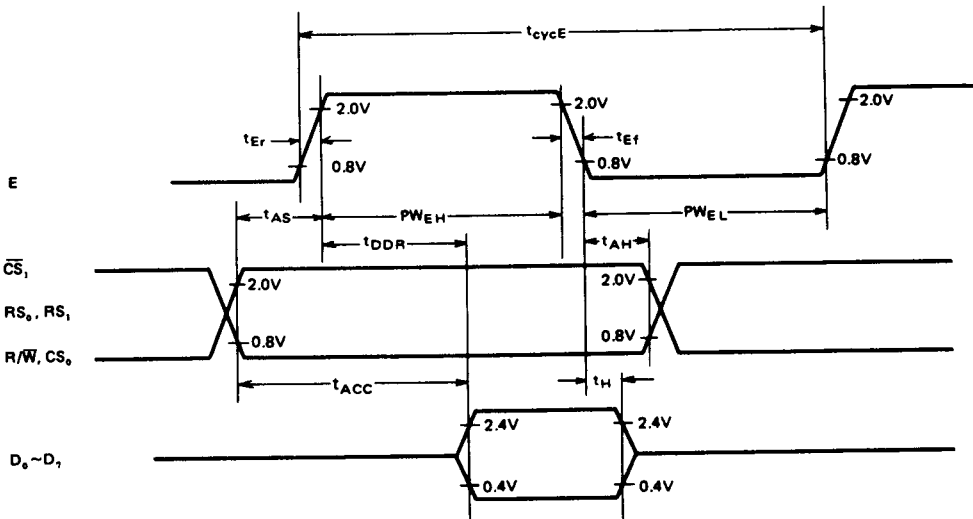 tcycE
2.0V 2.0V 2.0V
tEr tEf
0.8V 0.8V 0.8V
E
tAS PWEH PWEL
tDDR tAH
C̅S̅₁
2.0V 2.0V
RS₀, RS₁
0.8V 0.8V
R/W̅, CS₀
tACC tH
2.4V 2.4V
D₀~D₇
0.4V 0.4V